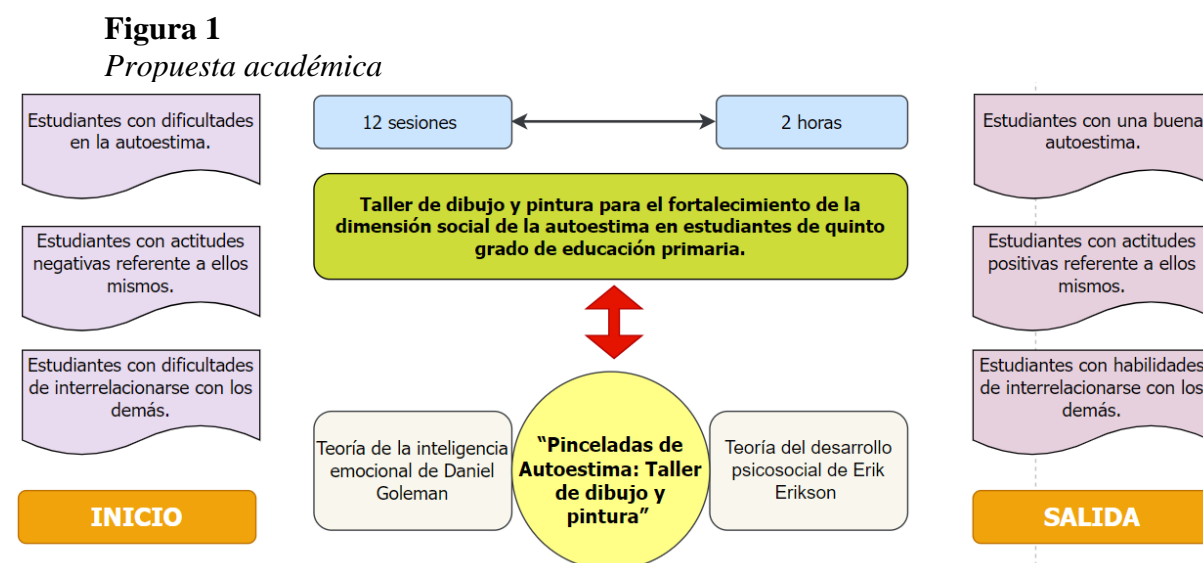 Figura 1
Propuesta académica
Estudiantes con dificultades
en la autoestima.
Estudiantes con actitudes
negativas referente a ellos
mismos.
Estudiantes con dificultades
de interrelacionarse con los
demás.
INICIO
12 sesiones
2 horas
Taller de dibujo y pintura para el fortalecimiento de la
dimensión social de la autoestima en estudiantes de quinto
grado de educación primaria.
Teoría de la inteligencia
emocional de Daniel
Goleman
“Pinceladas de
Autoestima: Taller
de dibujo y
pintura”
Teoría del desarrollo
psicosocial de Erik
Erikson
Estudiantes con una buena
autoestima.
Estudiantes con actitudes
positivas referente a ellos
mismos.
Estudiantes con habilidades
de interrelacionarse con los
demás.
SALIDA